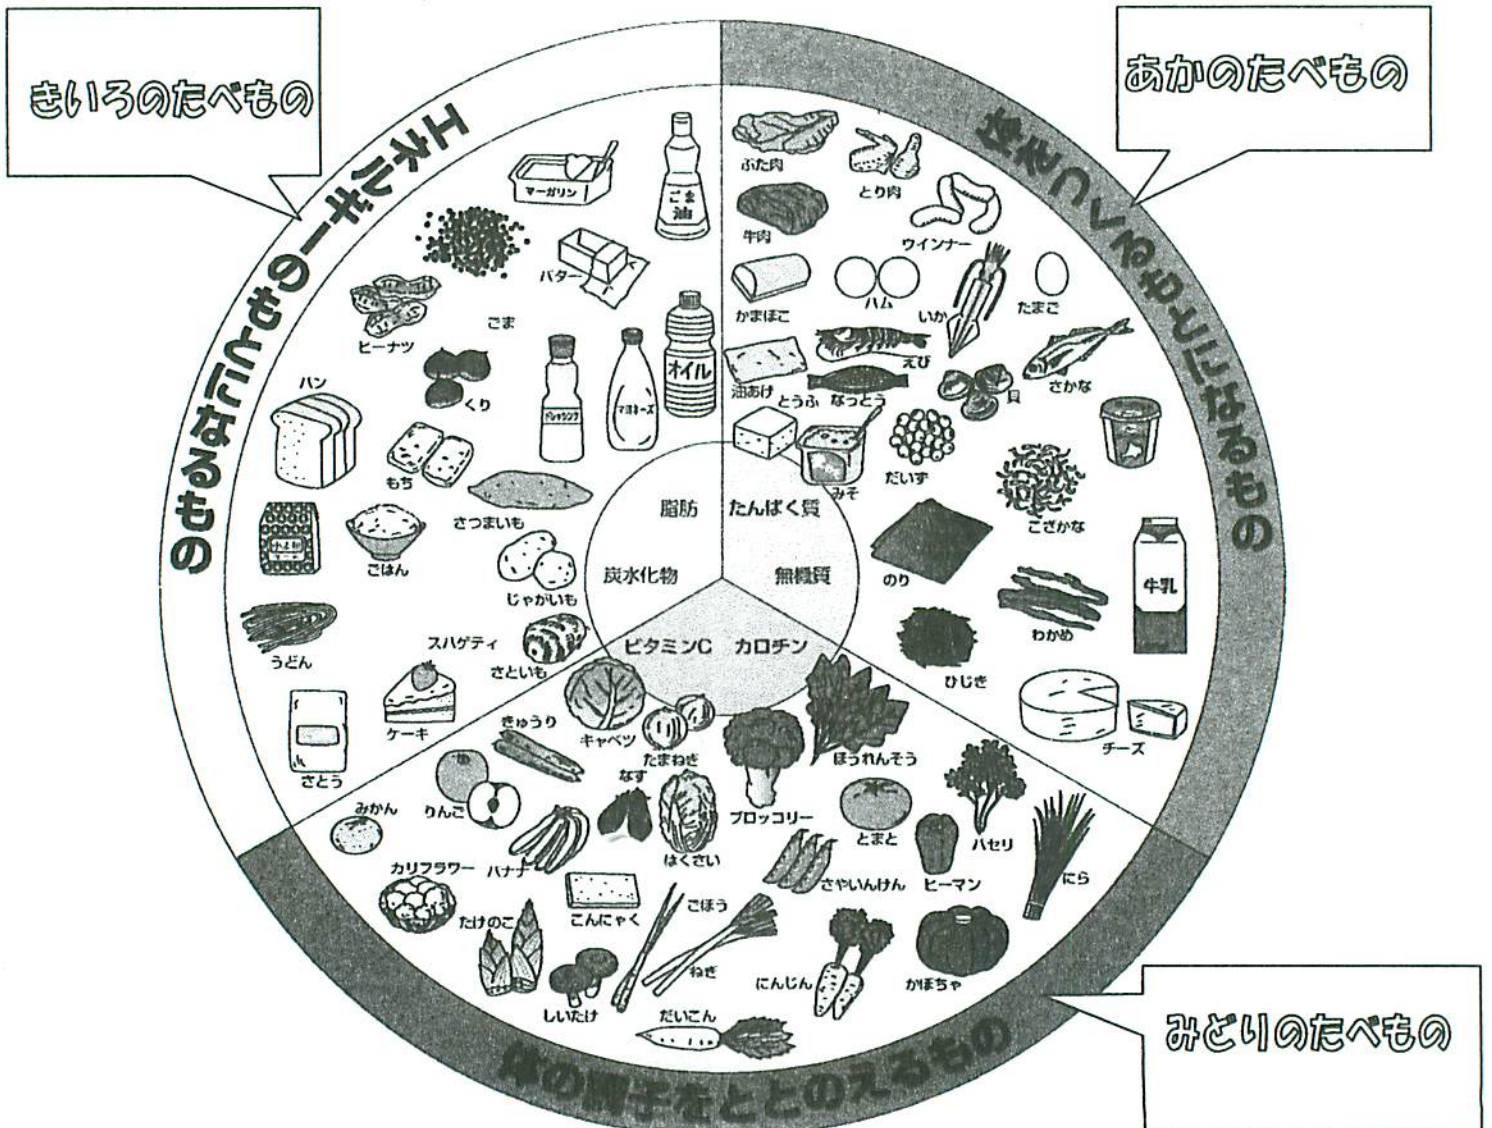 きいろのたべもの
あかのたべもの
エネルギーのもとになるもの
体をつくるもとになるもの
マーガリン
ごま油
バター
ピーナツ
ごま
くり
パン
ドレッシング
マヨネーズ
オイル
もち
さつまいも
ごはん
じゃがいも
うどん
スパゲティ
さといも
ケーキ
さとう
ぶた肉
とり肉
牛肉
ウインナー
かまぼこ
ハム
いか
たまご
油あげ
えび
さかな
とうふ
なっとう
貝
みそ
だいず
こざかな
のり
わかめ
牛乳
ひじき
チーズ
脂肪
たんぱく質
炭水化物
無機質
ビタミンC
カロチン
きゅうり
キャベツ
たまねぎ
ほうれんそう
みかん
りんご
なす
ブロッコリー
とまと
パセリ
カリフラワー
バナナ
はくさい
さやいんげん
ピーマン
にら
たけのこ
こんにゃく
ごぼう
ねぎ
にんじん
かぼちゃ
しいたけ
だいこん
体の調子をととのえるもの
みどりのたべもの